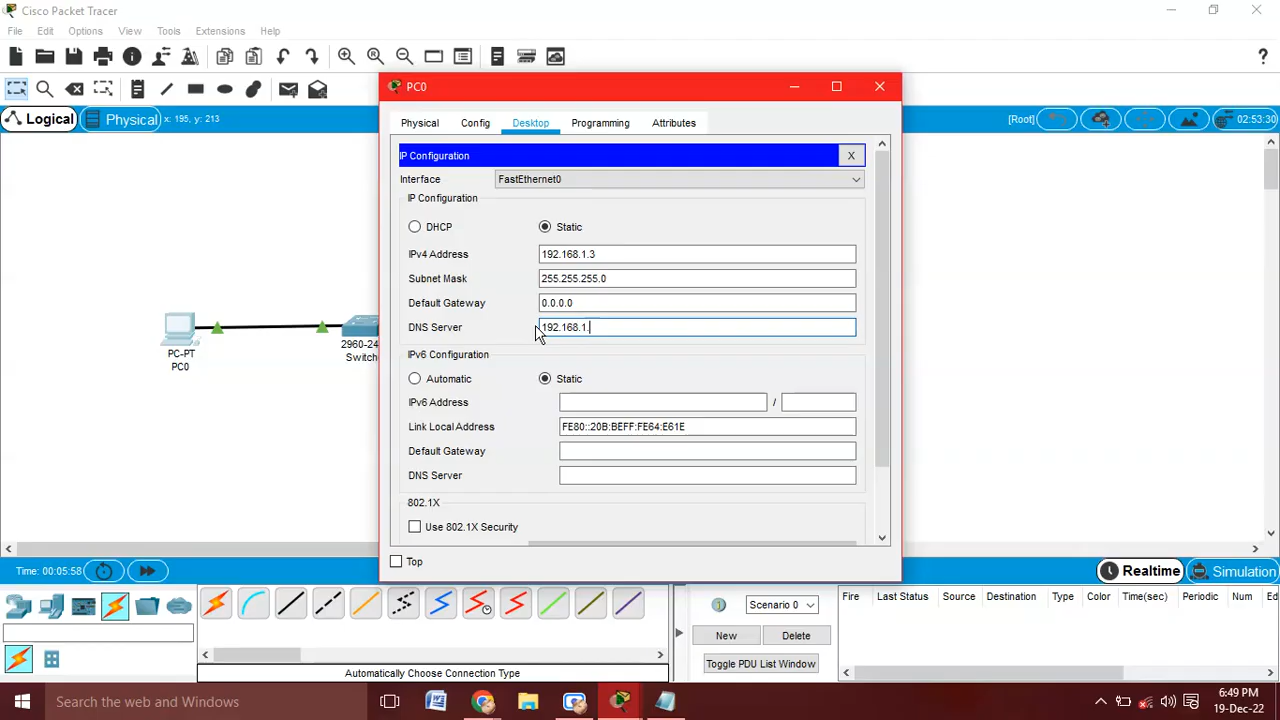 Cisco Packet Tracer
File Edit Options View Tools Extensions Help
?
Logical Physical x: 195, y: 213
[Root] 02:53:30
PC0
Physical Config Desktop Programming Attributes
IP Configuration X
Interface FastEthernet0
IP Configuration
DHCP Static
IPv4 Address 192.168.1.3
Subnet Mask 255.255.255.0
Default Gateway 0.0.0.0
DNS Server 192.168.1.
IPv6 Configuration
Automatic Static
IPv6 Address /
Link Local Address FE80::20B:BEFF:FE64:E61E
Default Gateway
DNS Server
802.1X
Use 802.1X Security
Top
PC-PT
PC0
2960-24
Switch
Time: 00:05:58
Realtime Simulation
Scenario 0
New Delete
Toggle PDU List Window
Fire Last Status Source Destination Type Color Time(sec) Periodic Num Ed
Automatically Choose Connection Type
Search the web and Windows
6:49 PM
19-Dec-22